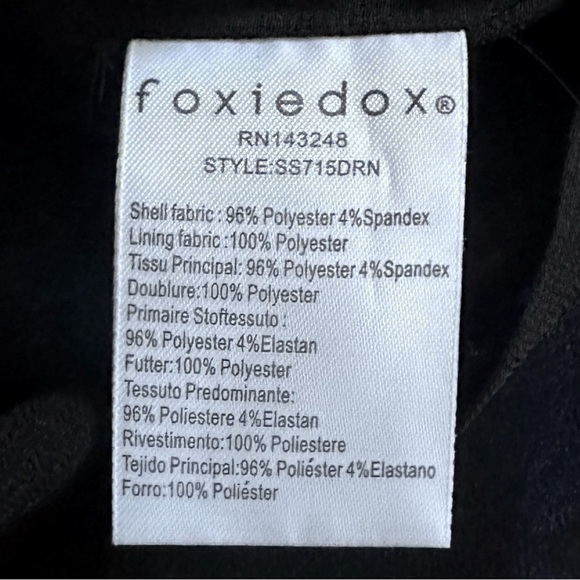 foxiedox®
RN143248
STYLE:SS715DRN
Shell fabric : 96% Polyester 4%Spandex
Lining fabric :100% Polyester
Tissu Principal: 96% Polyester 4%Spandex
Doublure:100% Polyester
Primaire Stoftessuto :
96% Polyester 4%Elastan
Futter:100% Polyester
Tessuto Predominante:
96% Poliestere 4%Elastan
Rivestimento:100% Poliestere
Tejido Principal:96% Poliéster 4%Elastano
Forro:100% Poliéster